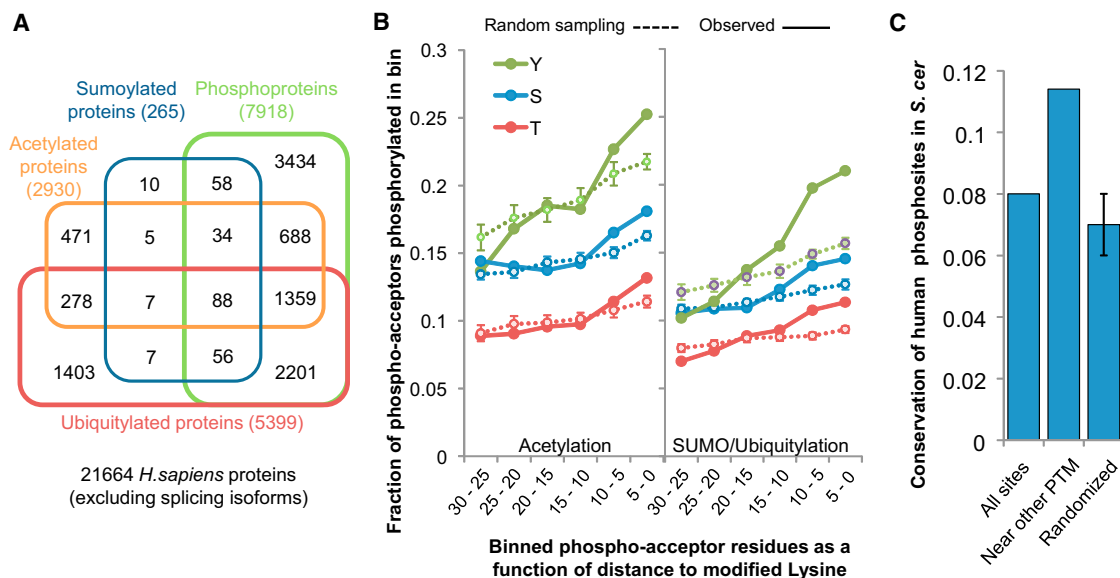 A
Sumoylated
proteins (265)
Phosphoproteins
(7918)
Acetylated
proteins
(2930)
3434
10
58
471
5
34
688
278
7
88
1359
7
56
1403
2201
Ubiquitylated proteins (5399)
21664 H.sapiens proteins
(excluding splicing isoforms)
B
Random sampling
Observed
Fraction of phospho-acceptors phosphorylated in bin
0.3
0.25
0.2
0.15
0.1
0.05
0
Y
S
T
Acetylation
SUMO/Ubiquitylation
30 - 25
25 - 20
20 - 15
15 - 10
10 - 5
5 - 0
30 - 25
25 - 20
20 - 15
15 - 10
10 - 5
5 - 0
Binned phospho-acceptor residues as a
function of distance to modified Lysine
C
Conservation of human phosphosites in S. cer
0.12
0.1
0.08
0.06
0.04
0.02
0
All sites
Near other PTM
Randomized